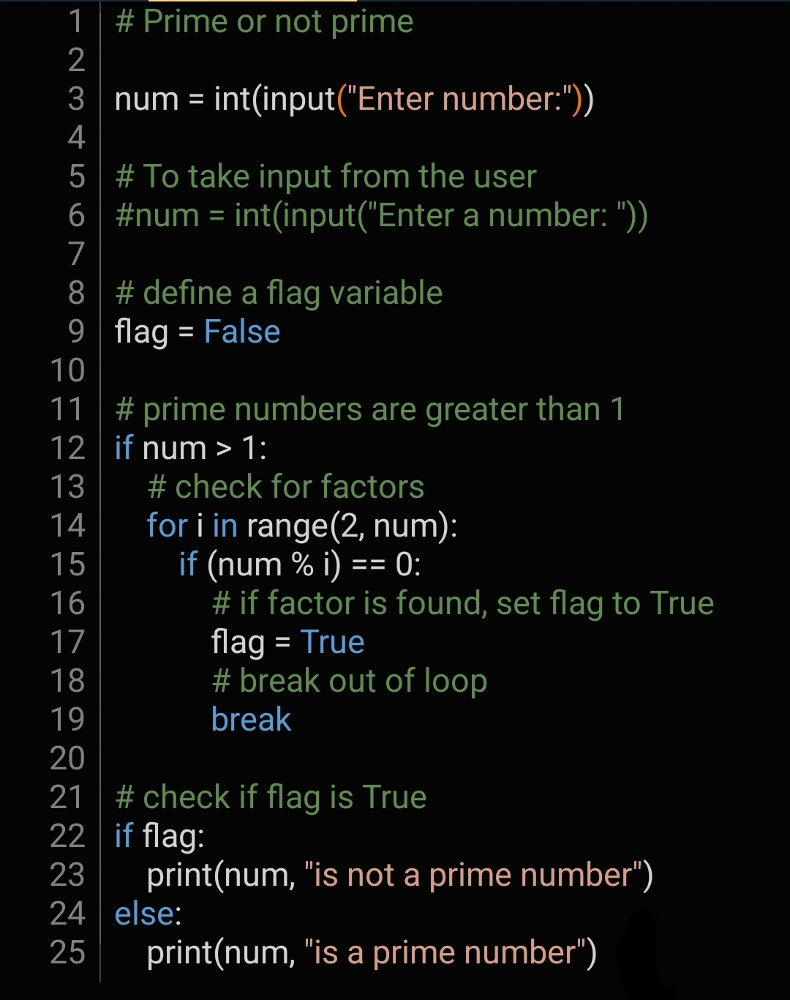 1 # Prime or not prime
2
3 num = int(input("Enter number:"))
4
5 # To take input from the user
6 #num = int(input("Enter a number: "))
7
8 # define a flag variable
9 flag = False
10
11 # prime numbers are greater than 1
12 if num > 1:
13     # check for factors
14     for i in range(2, num):
15         if (num % i) == 0:
16             # if factor is found, set flag to True
17             flag = True
18             # break out of loop
19             break
20
21 # check if flag is True
22 if flag:
23     print(num, "is not a prime number")
24 else:
25     print(num, "is a prime number")